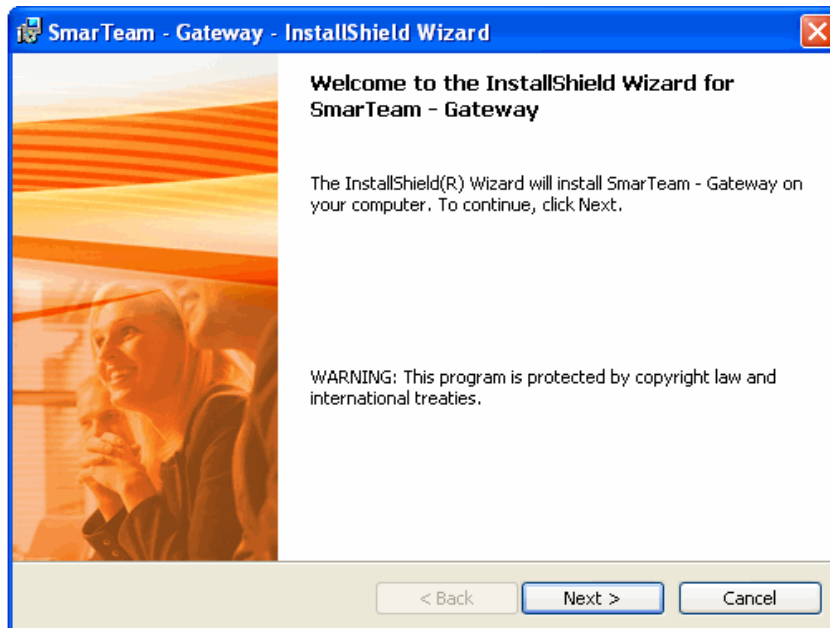 SmarTeam - Gateway - InstallShield Wizard
Welcome to the InstallShield Wizard for
SmarTeam - Gateway
The InstallShield(R) Wizard will install SmarTeam - Gateway on
your computer. To continue, click Next.
WARNING: This program is protected by copyright law and
international treaties.
< Back
Next >
Cancel